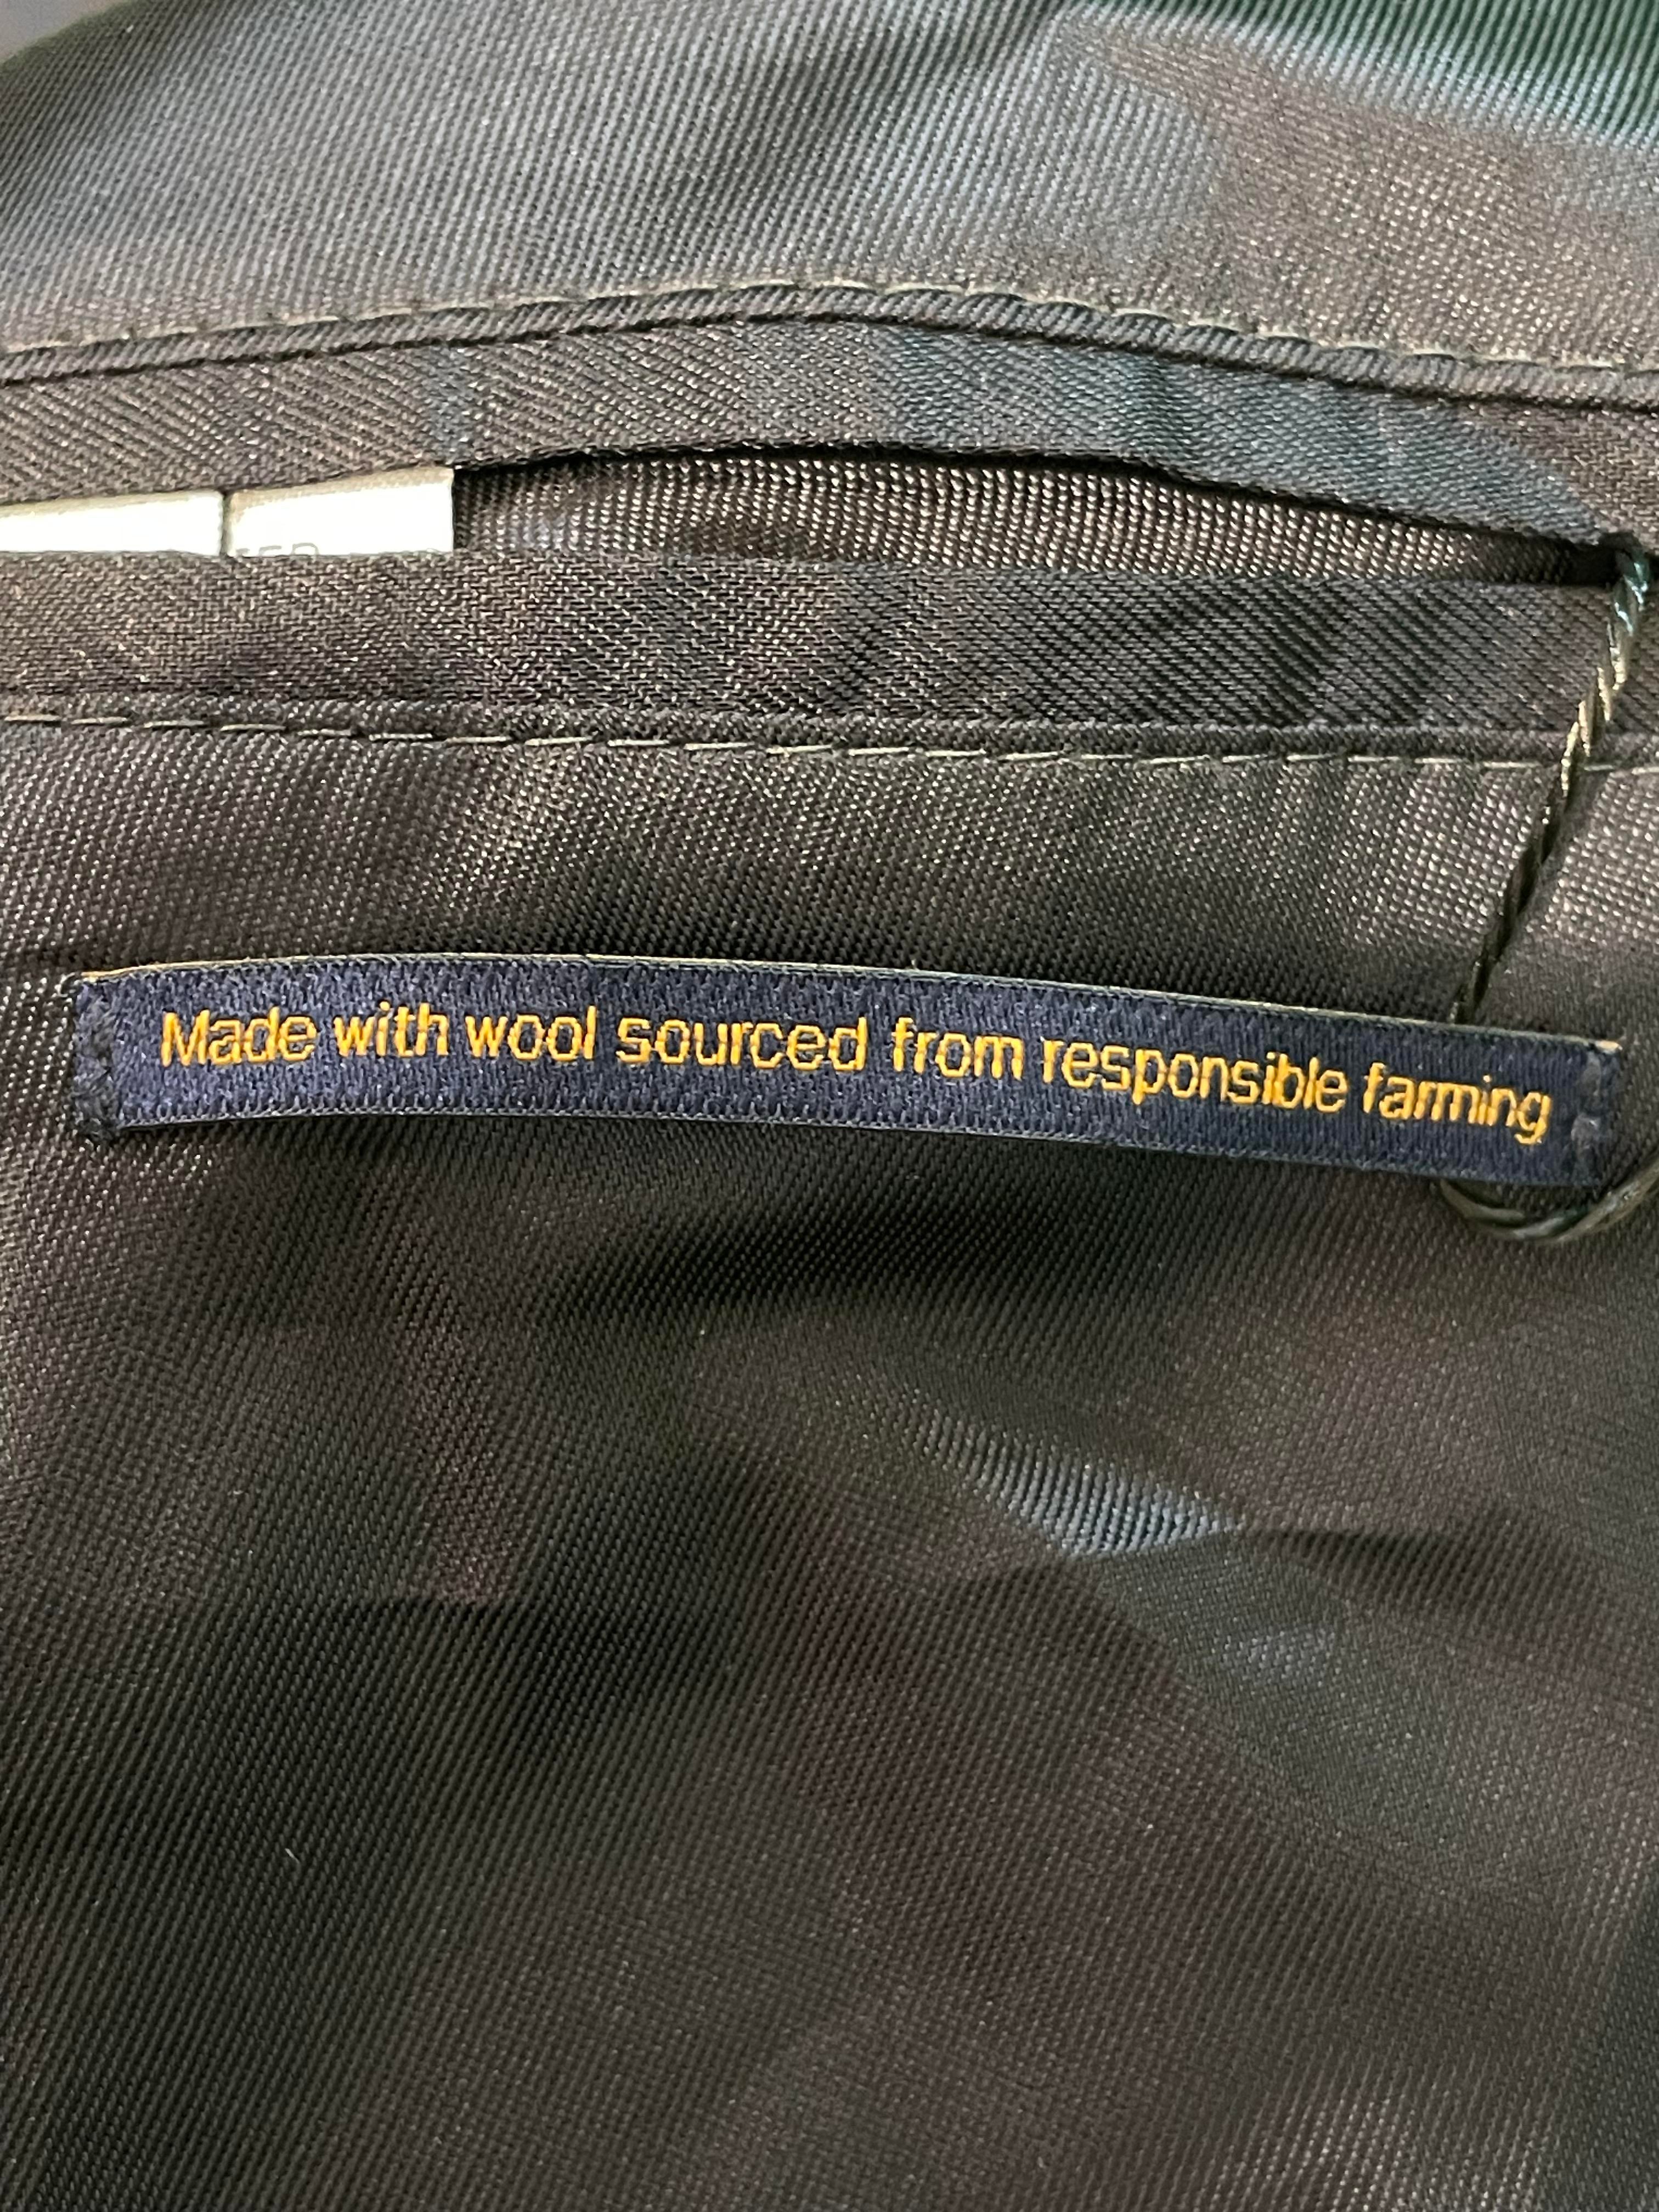 Made with wool sourced from responsible farming